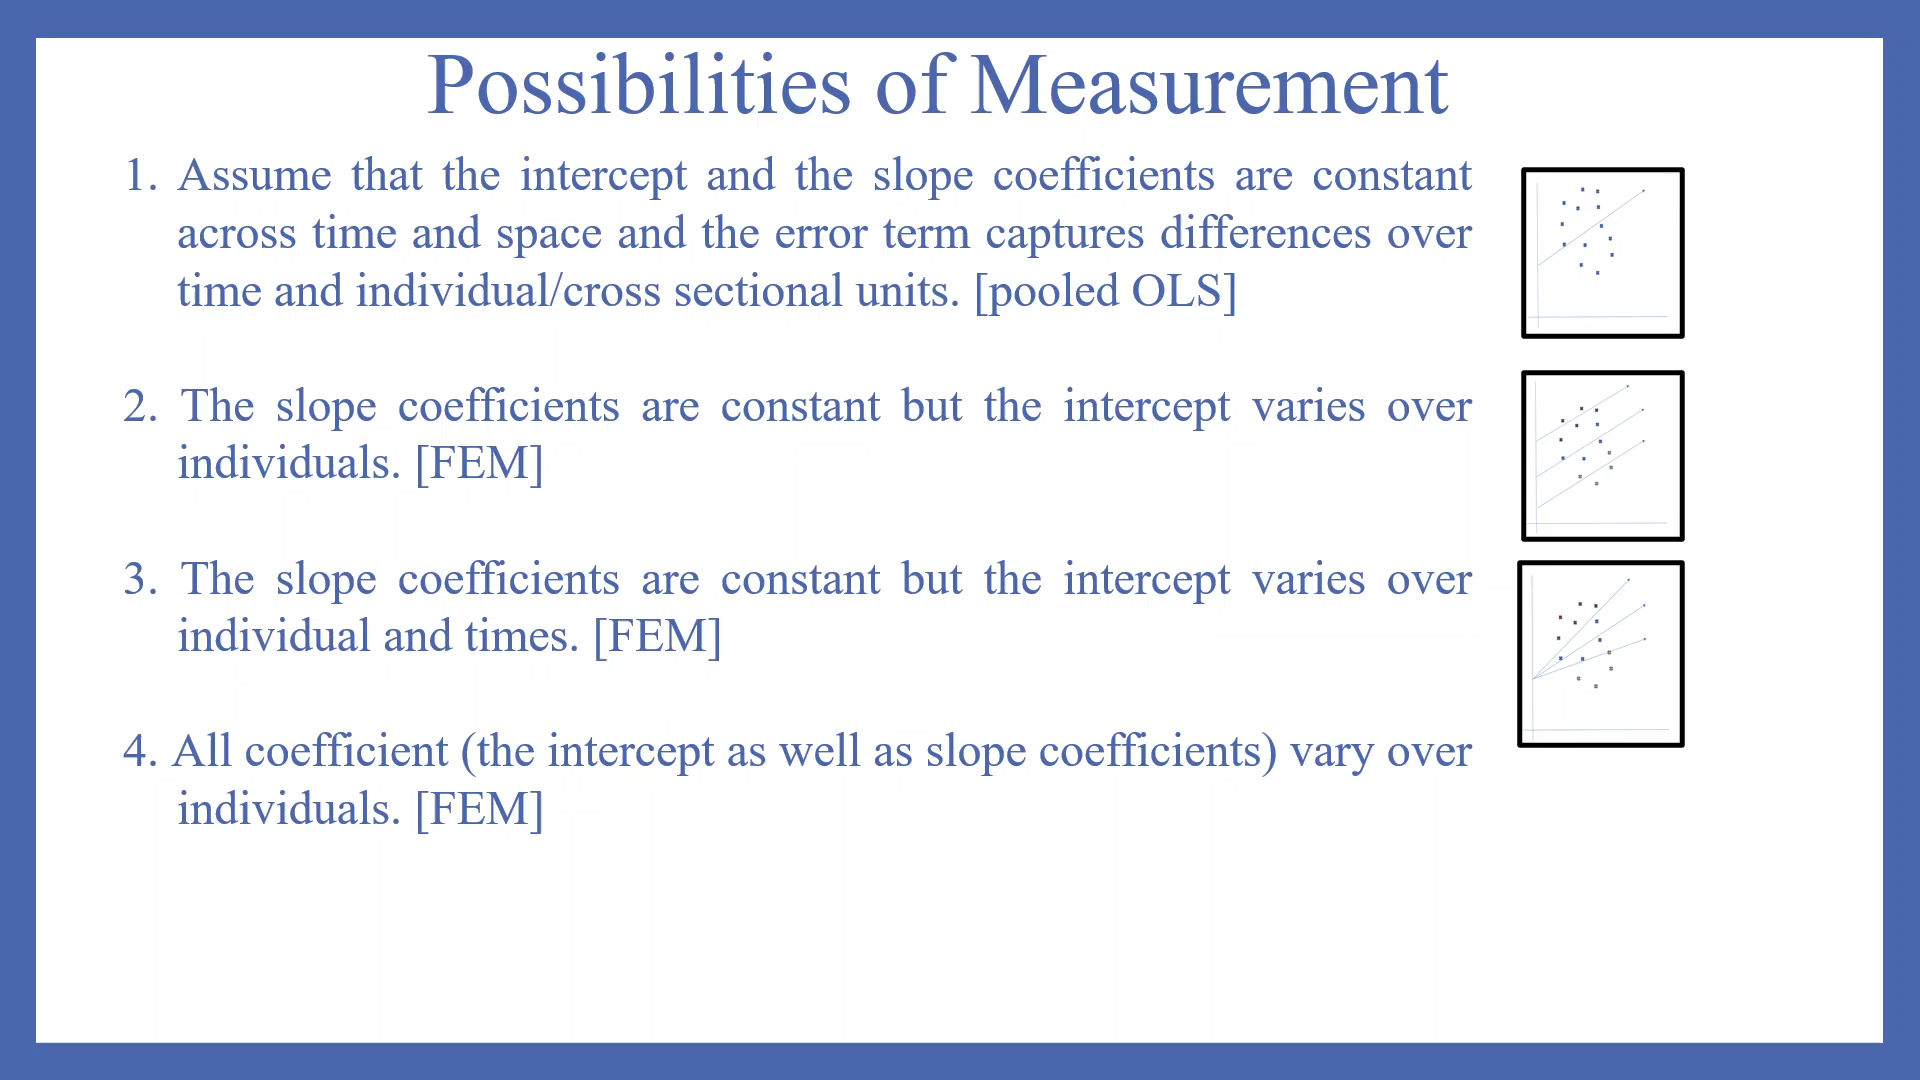 Possibilities of Measurement
1. Assume that the intercept and the slope coefficients are constant
across time and space and the error term captures differences over
time and individual/cross sectional units. [pooled OLS]
2. The slope coefficients are constant but the intercept varies over
individuals. [FEM]
3. The slope coefficients are constant but the intercept varies over
individual and times. [FEM]
4. All coefficient (the intercept as well as slope coefficients) vary over
individuals. [FEM]